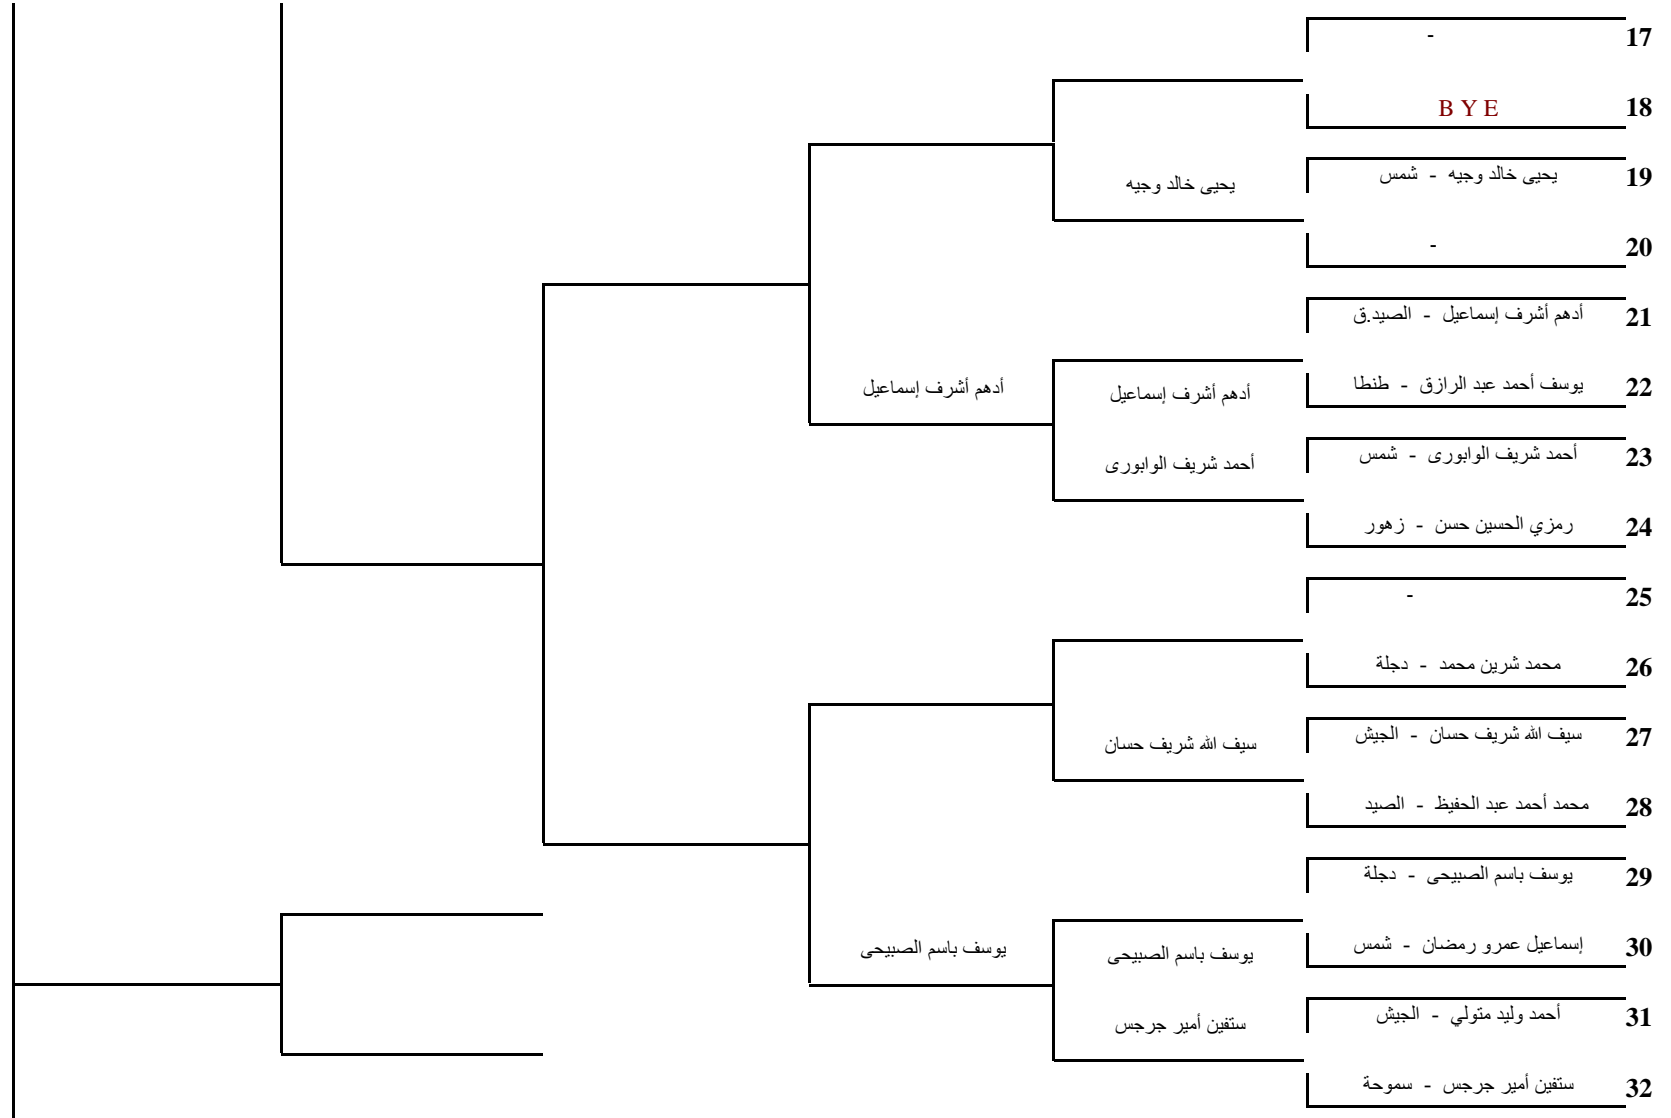 17 -
18 B Y E
يحيى خالد وجيه
19 يحيى خالد وجيه - شمس
20 -
21 أدهم أشرف إسماعيل - الصيد.ق
أدهم أشرف إسماعيل
أدهم أشرف إسماعيل
22 يوسف أحمد عبد الرازق - طنطا
أحمد شريف الوابورى
23 أحمد شريف الوابورى - شمس
24 رمزي الحسين حسن - زهور
25 -
26 محمد شرين محمد - دجلة
سيف الله شريف حسان
27 سيف الله شريف حسان - الجيش
28 محمد أحمد عبد الحفيظ - الصيد
29 يوسف باسم الصبيحى - دجلة
يوسف باسم الصبيحى
يوسف باسم الصبيحى
30 إسماعيل عمرو رمضان - شمس
ستفين أمير جرجس
31 أحمد وليد متولي - الجيش
32 ستفين أمير جرجس - سموحة